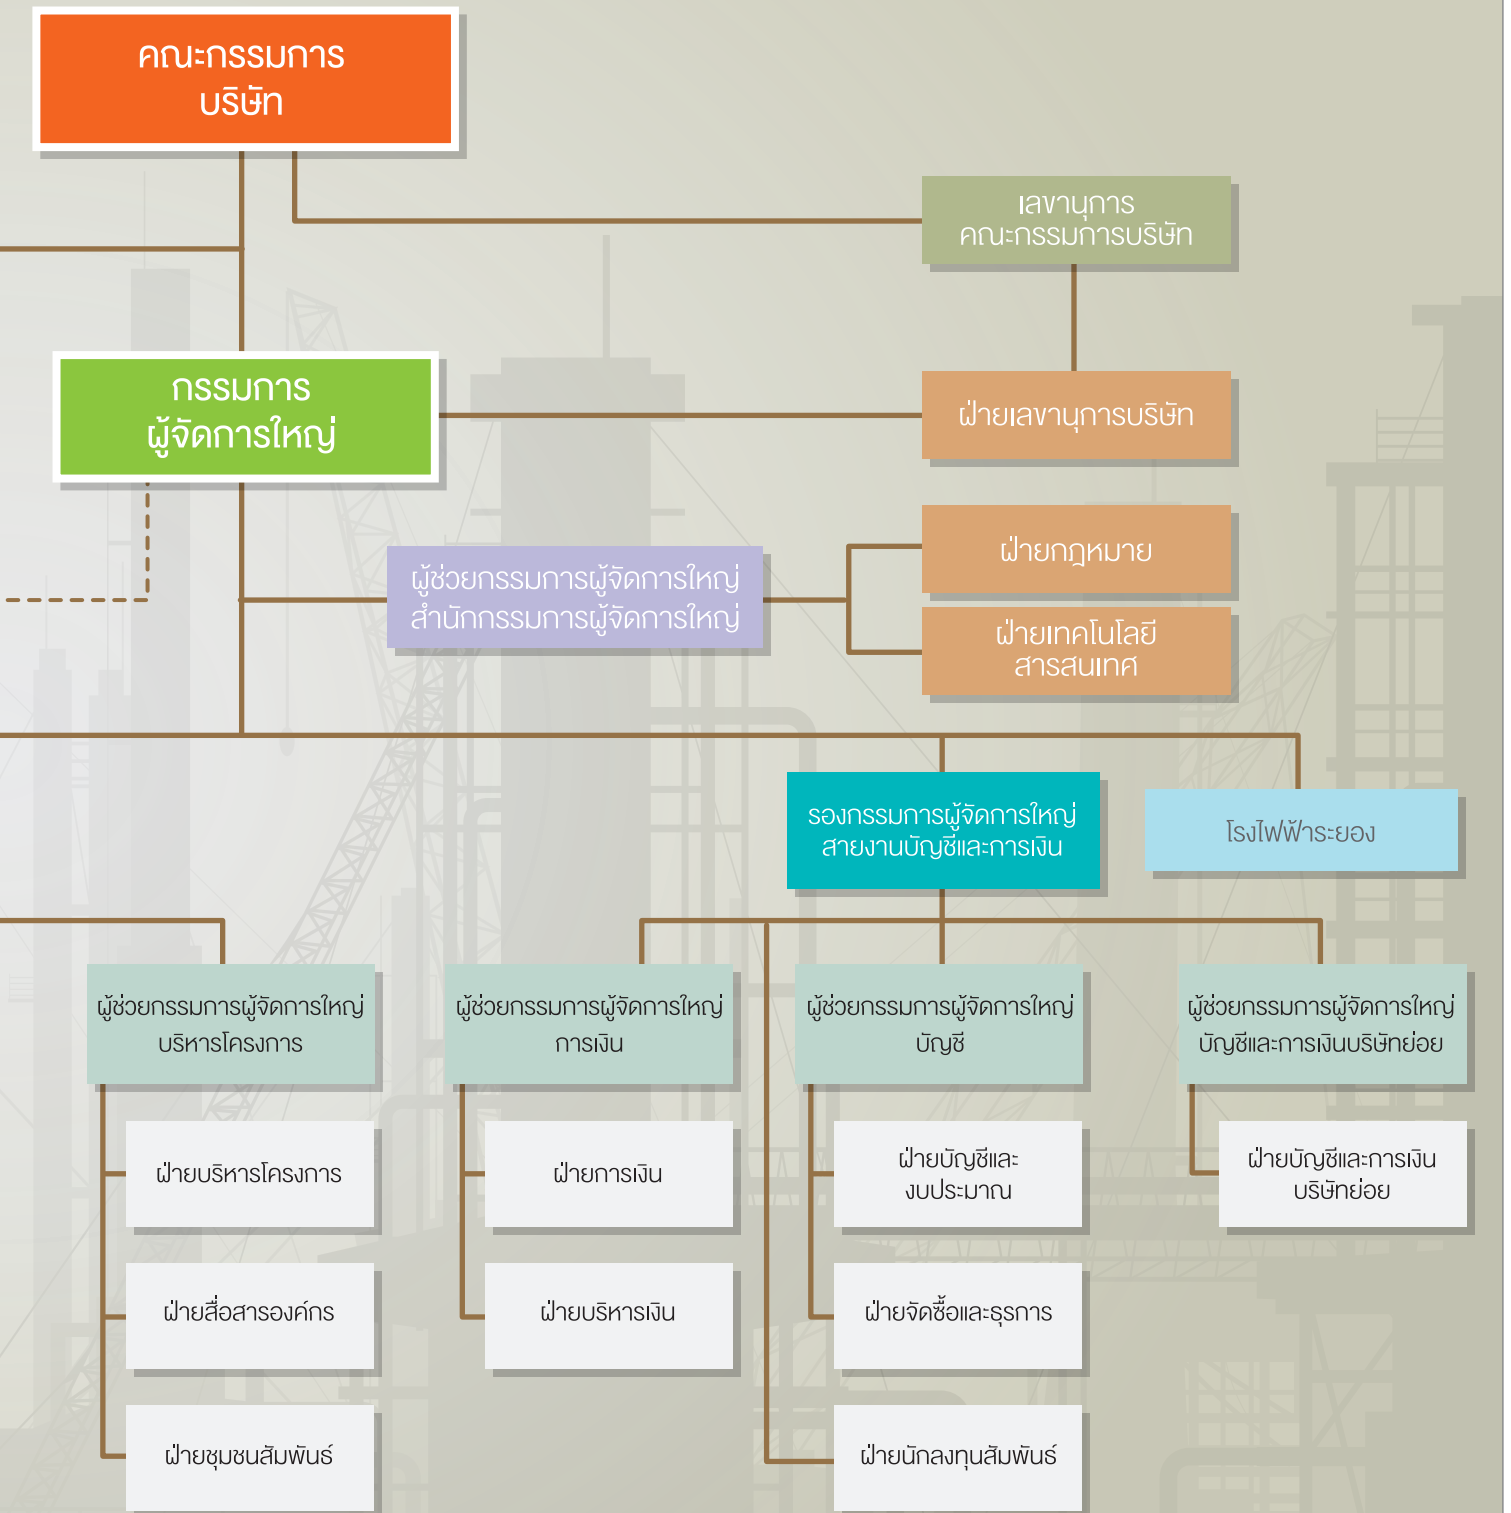 คณะกรรมการ
บริษัท
เลขานุการ
คณะกรรมการบริษัท
กรรมการ
ผู้จัดการใหญ่
ฝ่ายเลขานุการบริษัท
ฝ่ายกฎหมาย
ผู้ช่วยกรรมการผู้จัดการใหญ่
สำนักกรรมการผู้จัดการใหญ่
ฝ่ายเทคโนโลยี
สารสนเทศ
รองกรรมการผู้จัดการใหญ่
สายงานบัญชีและการเงิน
โรงไฟฟ้าระยอง
ผู้ช่วยกรรมการผู้จัดการใหญ่
บริหารโครงการ
ผู้ช่วยกรรมการผู้จัดการใหญ่
การเงิน
ผู้ช่วยกรรมการผู้จัดการใหญ่
บัญชี
ผู้ช่วยกรรมการผู้จัดการใหญ่
บัญชีและการเงินบริษัทย่อย
ฝ่ายบริหารโครงการ
ฝ่ายการเงิน
ฝ่ายบัญชีและ
งบประมาณ
ฝ่ายบัญชีและการเงิน
บริษัทย่อย
ฝ่ายสื่อสารองค์กร
ฝ่ายบริหารเงิน
ฝ่ายจัดซื้อและธุรการ
ฝ่ายชุมชนสัมพันธ์
ฝ่ายนักลงทุนสัมพันธ์